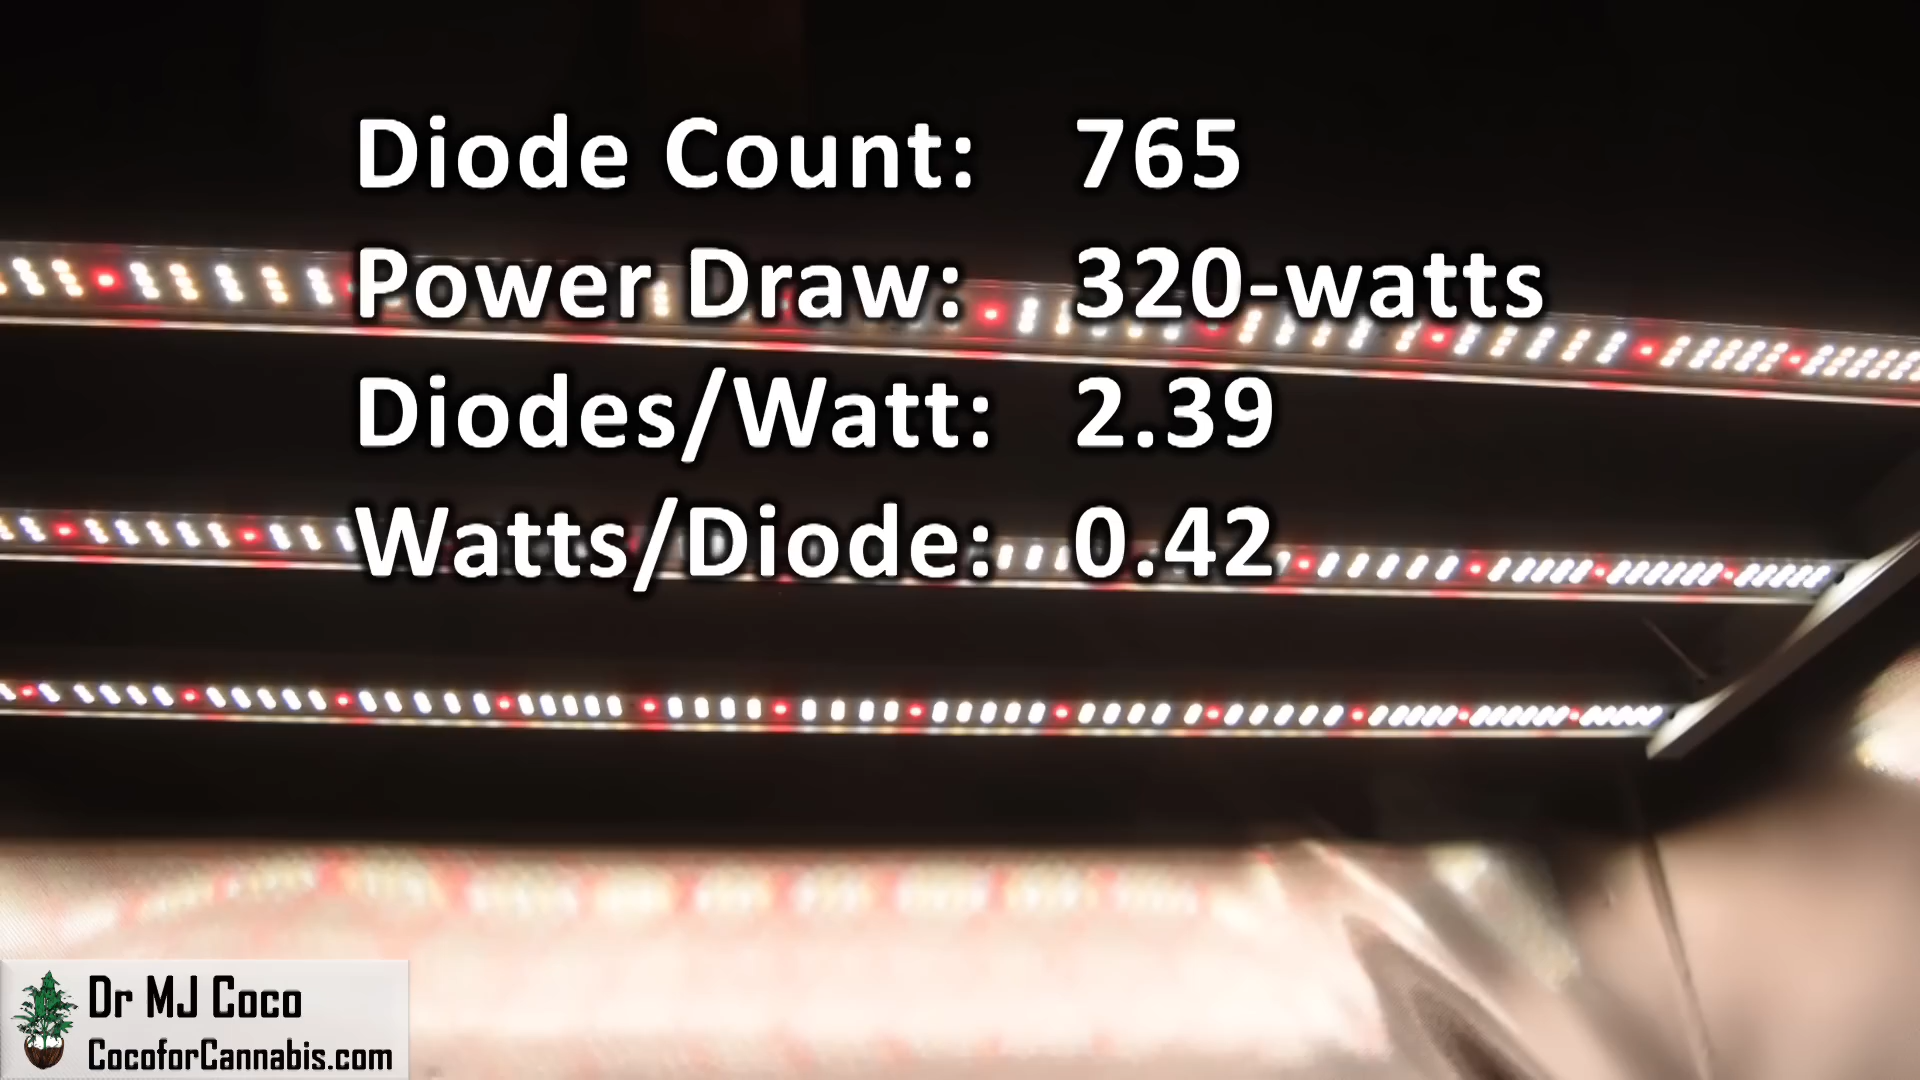 Diode Count: 765
Power Draw: 320-watts
Diodes/Watt: 2.39
Watts/Diode: 0.42
Dr MJ Coco
CocoforCannabis.com